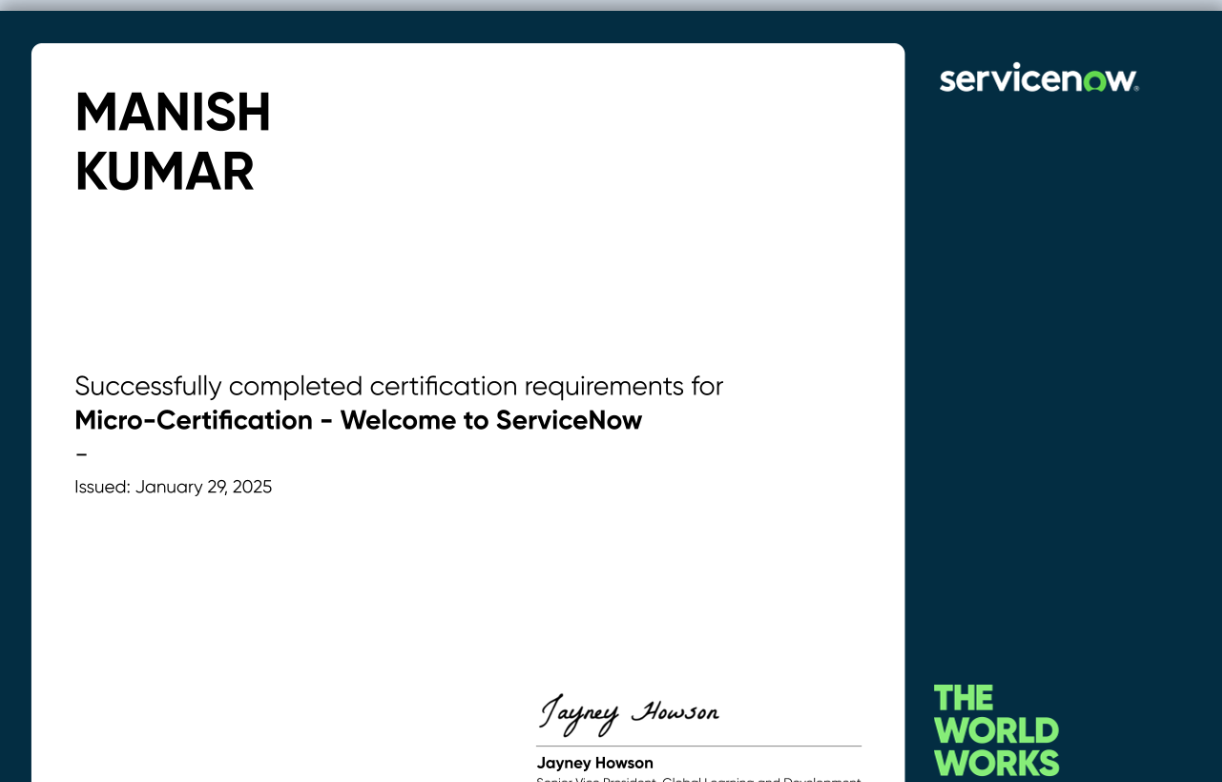 MANISH
KUMAR
Successfully completed certification requirements for
Micro-Certification - Welcome to ServiceNow
-
Issued: January 29, 2025
Jayney Howson
Jayney Howson
Senior Vice President, Global Learning and Development
servicenow®
THE
WORLD
WORKS